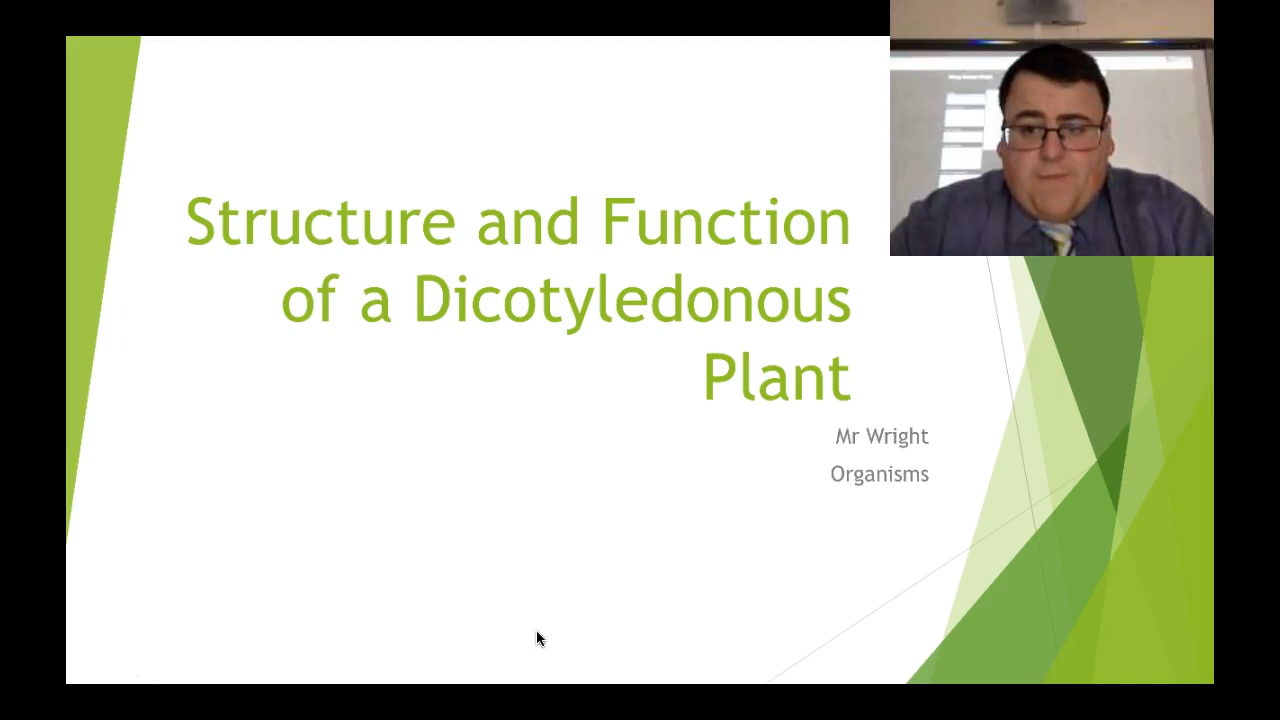 Structure and Function
of a Dicotyledonous
Plant
Mr Wright
Organisms